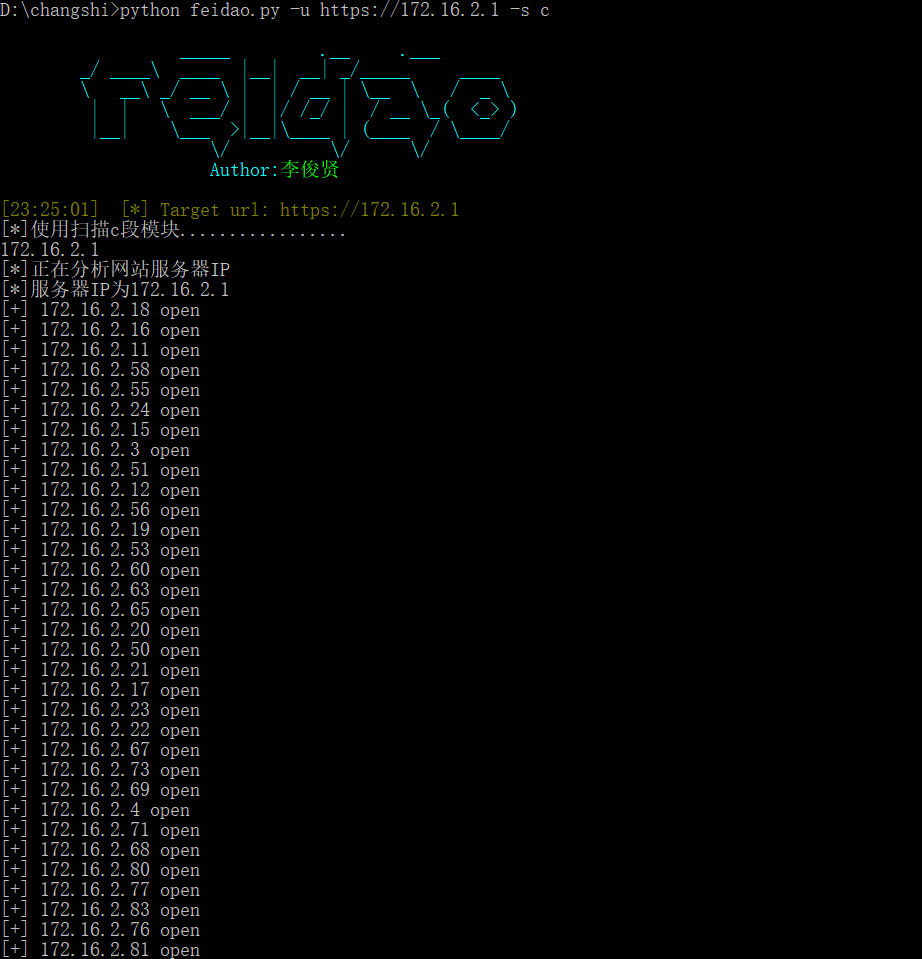 D:\changshi>python feidao.py -u https://172.16.2.1 -s c
feidao
Author:李俊贤
[23:25:01] [*] Target url: https://172.16.2.1
[*]使用扫描c段模块.................
172.16.2.1
[*]正在分析网站服务器IP
[*]服务器IP为172.16.2.1
[+] 172.16.2.18 open
[+] 172.16.2.16 open
[+] 172.16.2.11 open
[+] 172.16.2.58 open
[+] 172.16.2.55 open
[+] 172.16.2.24 open
[+] 172.16.2.15 open
[+] 172.16.2.3 open
[+] 172.16.2.51 open
[+] 172.16.2.12 open
[+] 172.16.2.56 open
[+] 172.16.2.19 open
[+] 172.16.2.53 open
[+] 172.16.2.60 open
[+] 172.16.2.63 open
[+] 172.16.2.65 open
[+] 172.16.2.20 open
[+] 172.16.2.50 open
[+] 172.16.2.21 open
[+] 172.16.2.17 open
[+] 172.16.2.23 open
[+] 172.16.2.22 open
[+] 172.16.2.67 open
[+] 172.16.2.73 open
[+] 172.16.2.69 open
[+] 172.16.2.4 open
[+] 172.16.2.71 open
[+] 172.16.2.68 open
[+] 172.16.2.80 open
[+] 172.16.2.77 open
[+] 172.16.2.83 open
[+] 172.16.2.76 open
[+] 172.16.2.81 open